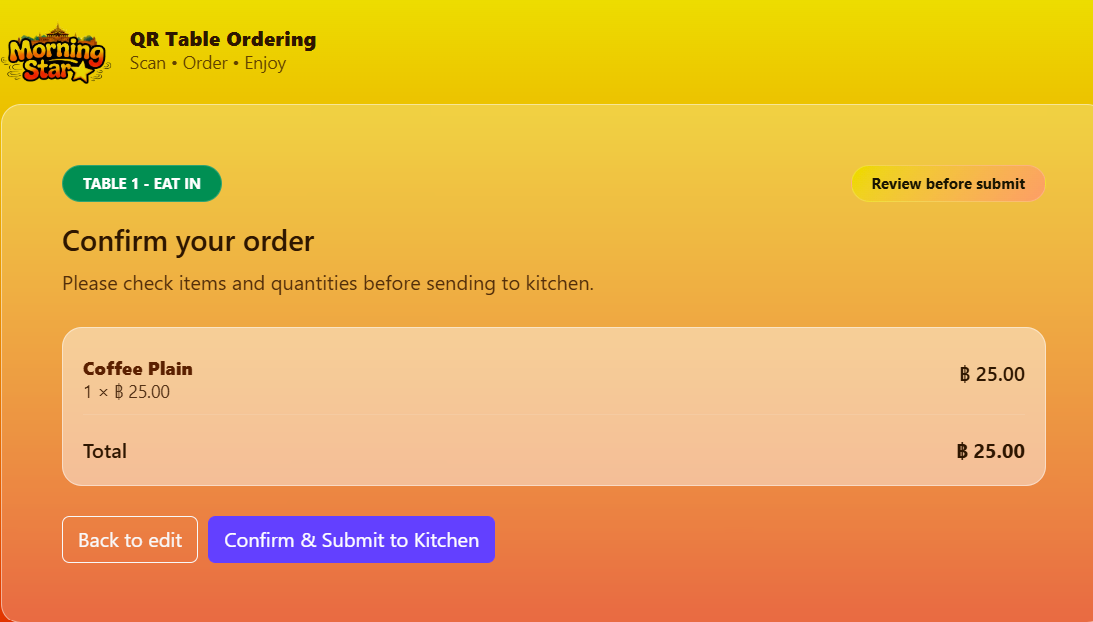 Morning
Star
QR Table Ordering
Scan • Order • Enjoy
TABLE 1 - EAT IN
Review before submit
Confirm your order
Please check items and quantities before sending to kitchen.
Coffee Plain
฿ 25.00
1 × ฿ 25.00
Total
฿ 25.00
Back to edit
Confirm & Submit to Kitchen